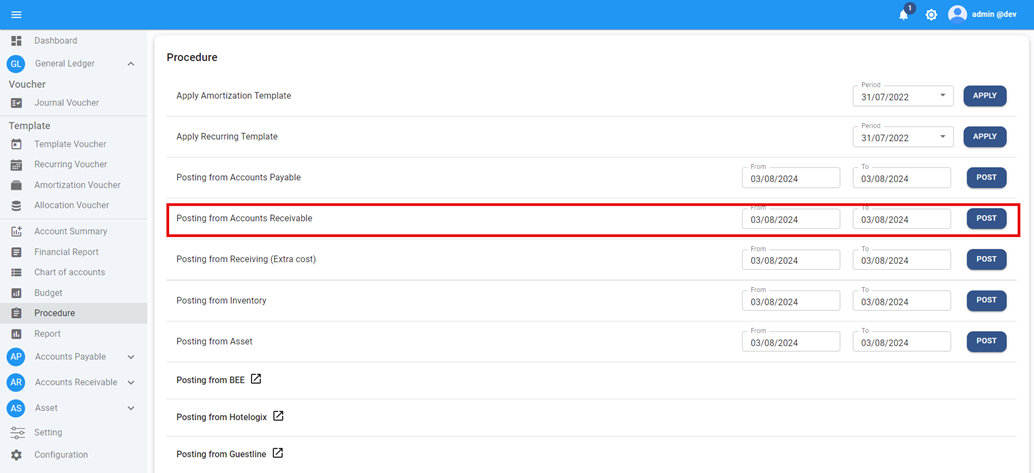 1
admin @dev
Dashboard
GL General Ledger
Voucher
Journal Voucher
Template
Template Voucher
Recurring Voucher
Amortization Voucher
Allocation Voucher
Account Summary
Financial Report
Chart of accounts
Budget
Procedure
Report
AP Accounts Payable
AR Accounts Receivable
AS Asset
Setting
Configuration
Procedure
Period
Apply Amortization Template 31/07/2022 APPLY
Period
Apply Recurring Template 31/07/2022 APPLY
From To
Posting from Accounts Payable 03/08/2024 03/08/2024 POST
From To
Posting from Accounts Receivable 03/08/2024 03/08/2024 POST
From To
Posting from Receiving (Extra cost) 03/08/2024 03/08/2024 POST
From To
Posting from Inventory 03/08/2024 03/08/2024 POST
From To
Posting from Asset 03/08/2024 03/08/2024 POST
Posting from BEE
Posting from Hotelogix
Posting from Guestline